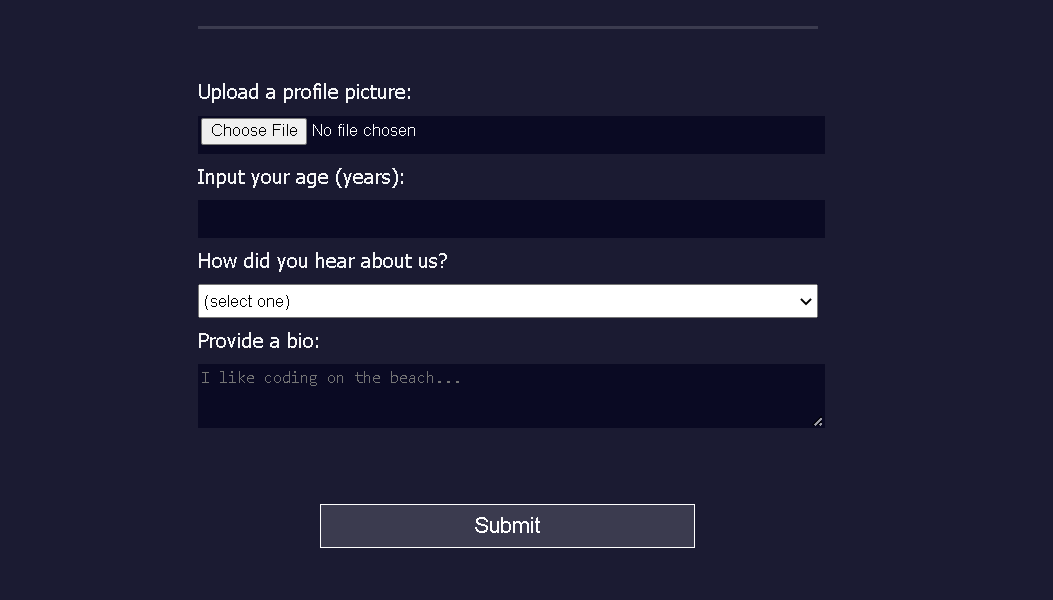 Upload a profile picture:
Choose File No file chosen
Input your age (years):
How did you hear about us?
(select one)
Provide a bio:
I like coding on the beach...
Submit